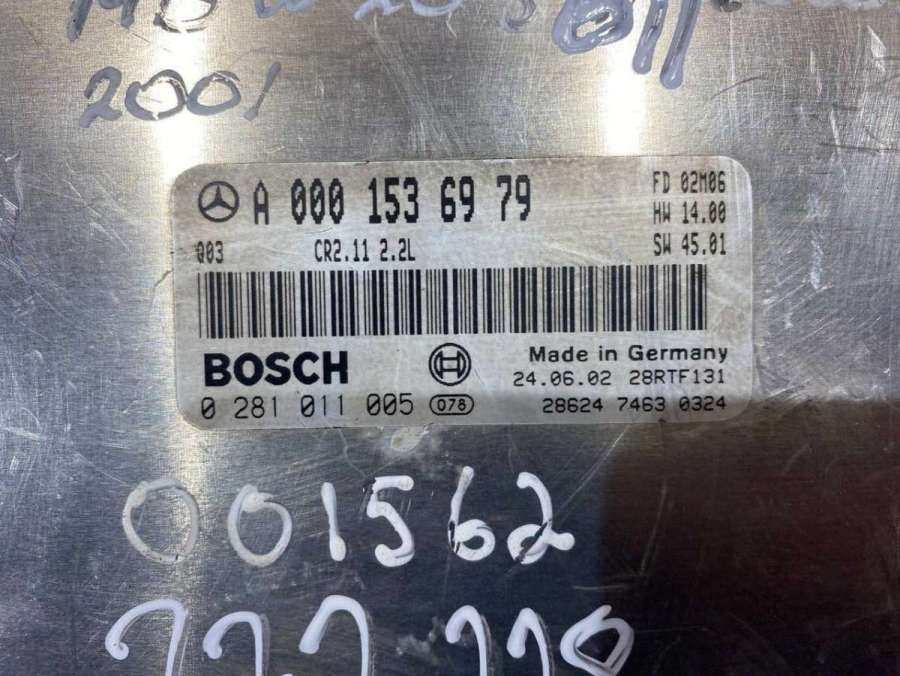 2001
A 000 153 69 79
FD 02M06
HW 14.00
Q03 CR2.11 2.2L
SW 45.01
BOSCH
Made in Germany
24.06.02 28RTF131
0 281 011 005 078
28624 7463 0324
001562